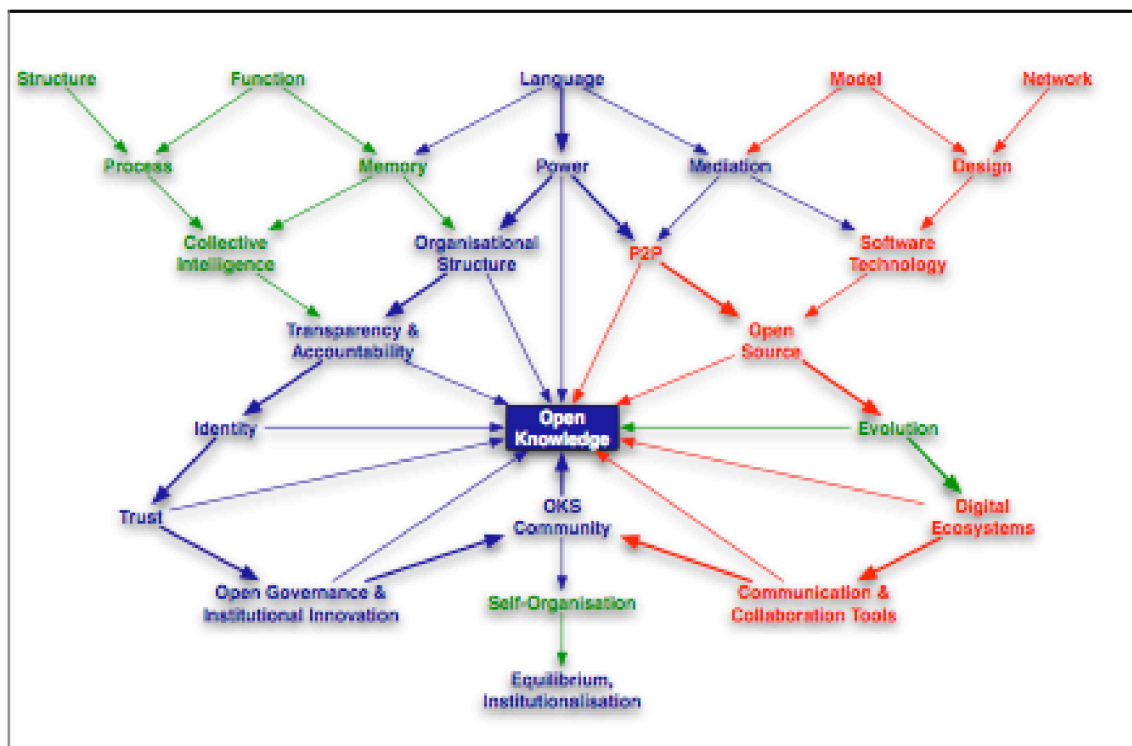 Structure
Function
Language
Model
Network
Process
Memory
Power
Mediation
Design
Collective
Intelligence
Organisational
Structure
P2P
Software
Technology
Transparency &
Accountability
Open
Source
Identity
Open
Knowledge
Evolution
Trust
OKS
Community
Digital
Ecosystems
Open Governance &
Institutional Innovation
Self-Organisation
Communication &
Collaboration Tools
Equilibrium,
Institutionalisation